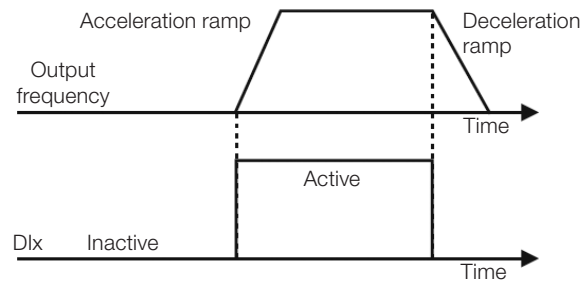 Acceleration ramp
Deceleration
ramp
Output
frequency
Time
Active
DIx
Inactive
Time